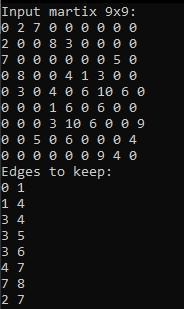 Input martix 9x9:
0 2 7 0 0 0 0 0 0
2 0 0 8 3 0 0 0 0
7 0 0 0 0 0 0 5 0
0 8 0 0 4 1 3 0 0
0 3 0 4 0 6 10 6 0
0 0 0 1 6 0 6 0 0
0 0 0 3 10 6 0 0 9
0 0 5 0 6 0 0 0 4
0 0 0 0 0 0 9 4 0
Edges to keep:
0 1
1 4
3 4
3 5
3 6
4 7
7 8
2 7